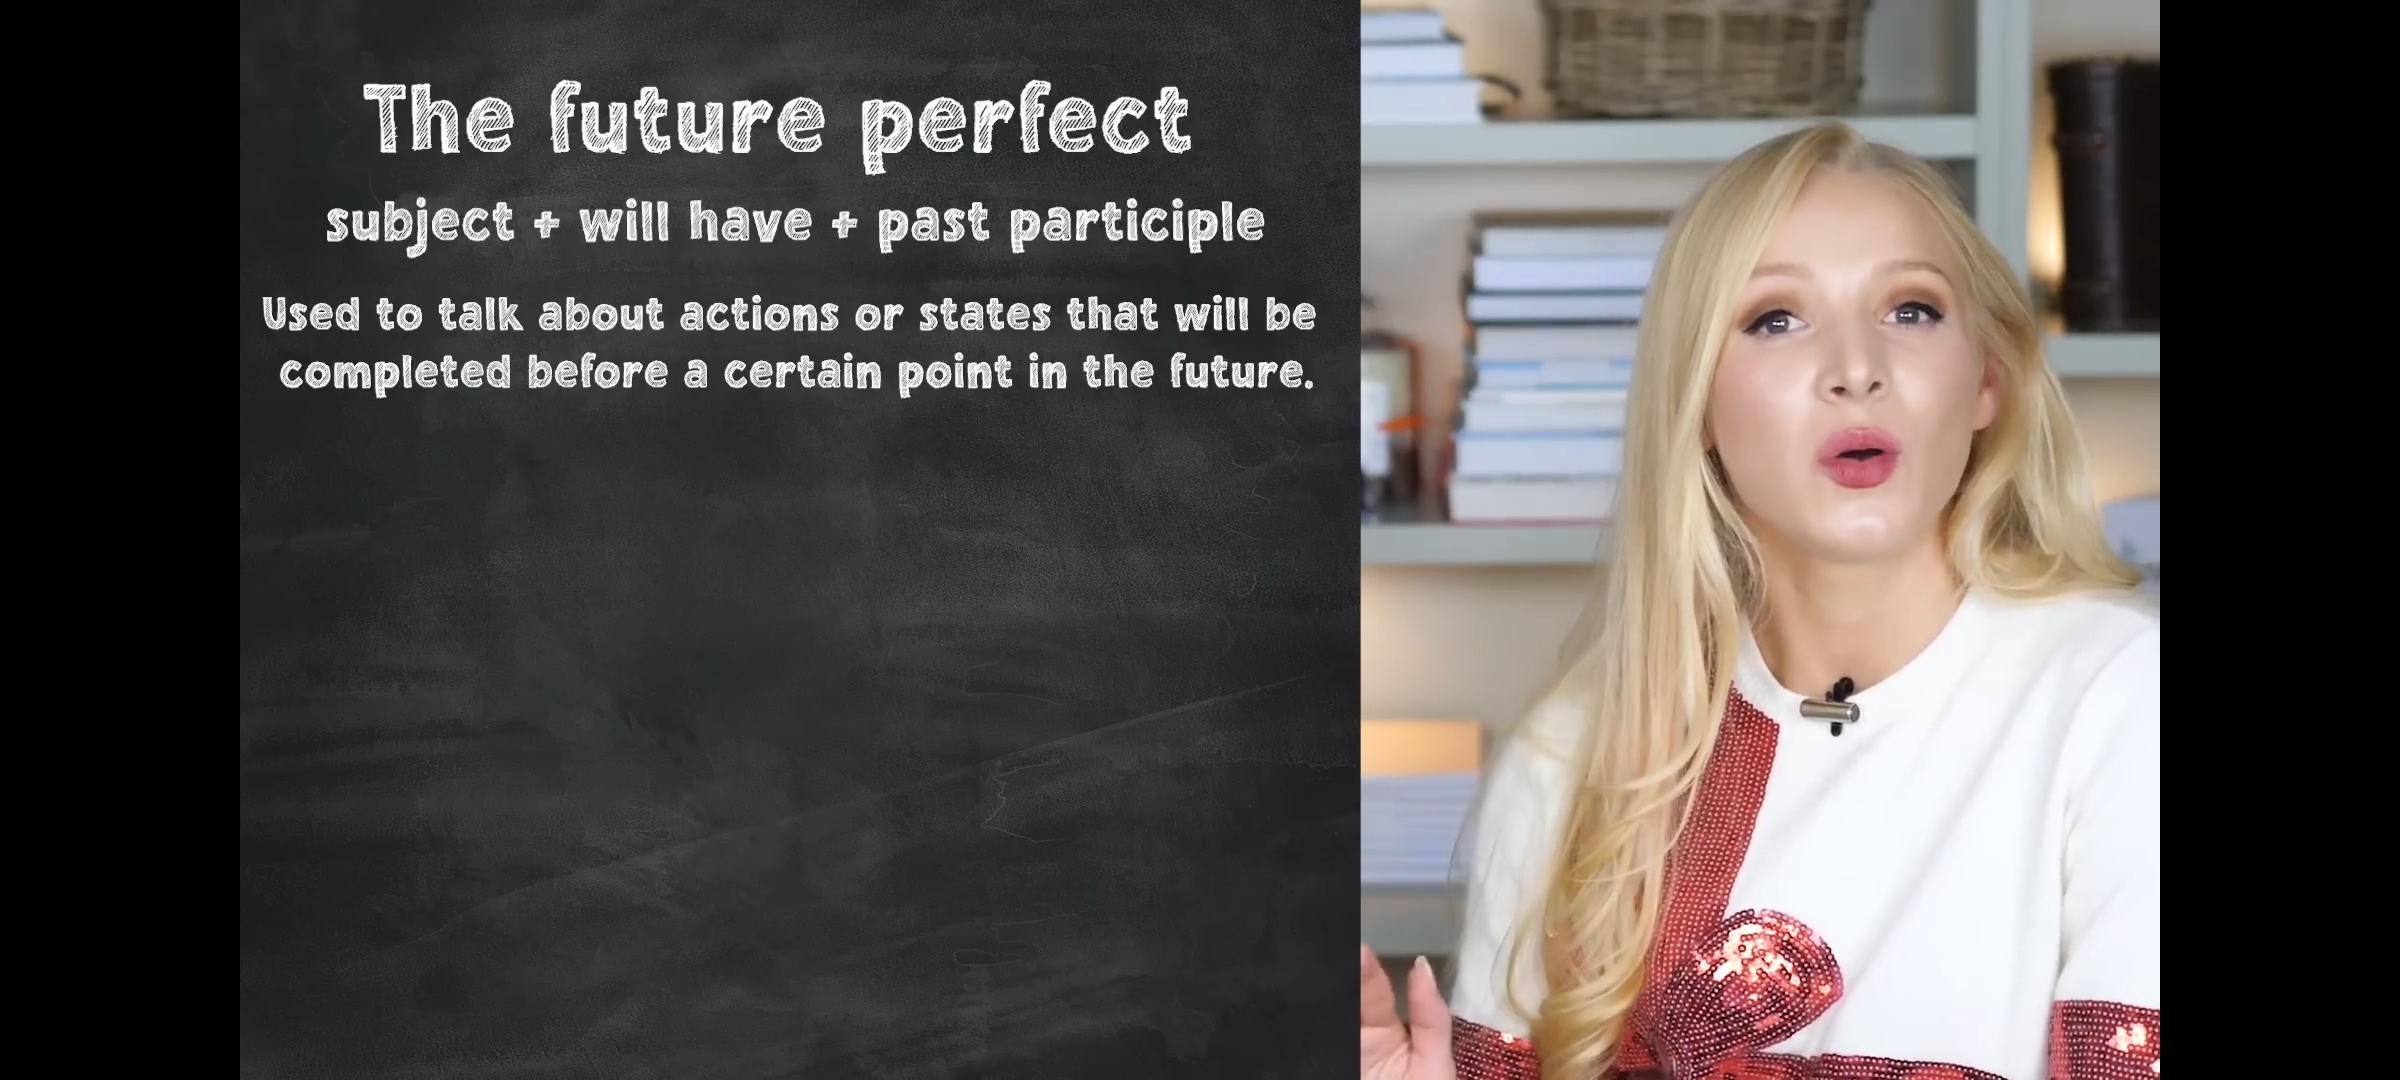 The future perfect
subject + will have + past participle
Used to talk about actions or states that will be
completed before a certain point in the future.